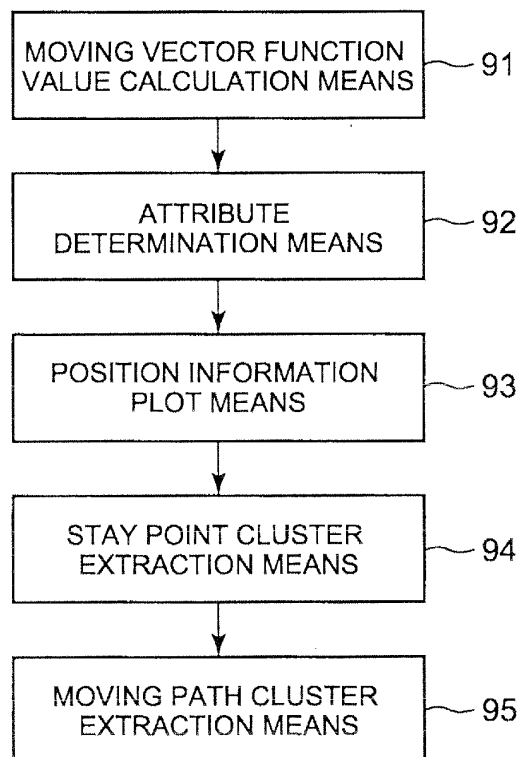 MOVING VECTOR FUNCTION
VALUE CALCULATION MEANS
91
ATTRIBUTE
DETERMINATION MEANS
92
POSITION INFORMATION
PLOT MEANS
93
STAY POINT CLUSTER
EXTRACTION MEANS
94
MOVING PATH CLUSTER
EXTRACTION MEANS
95